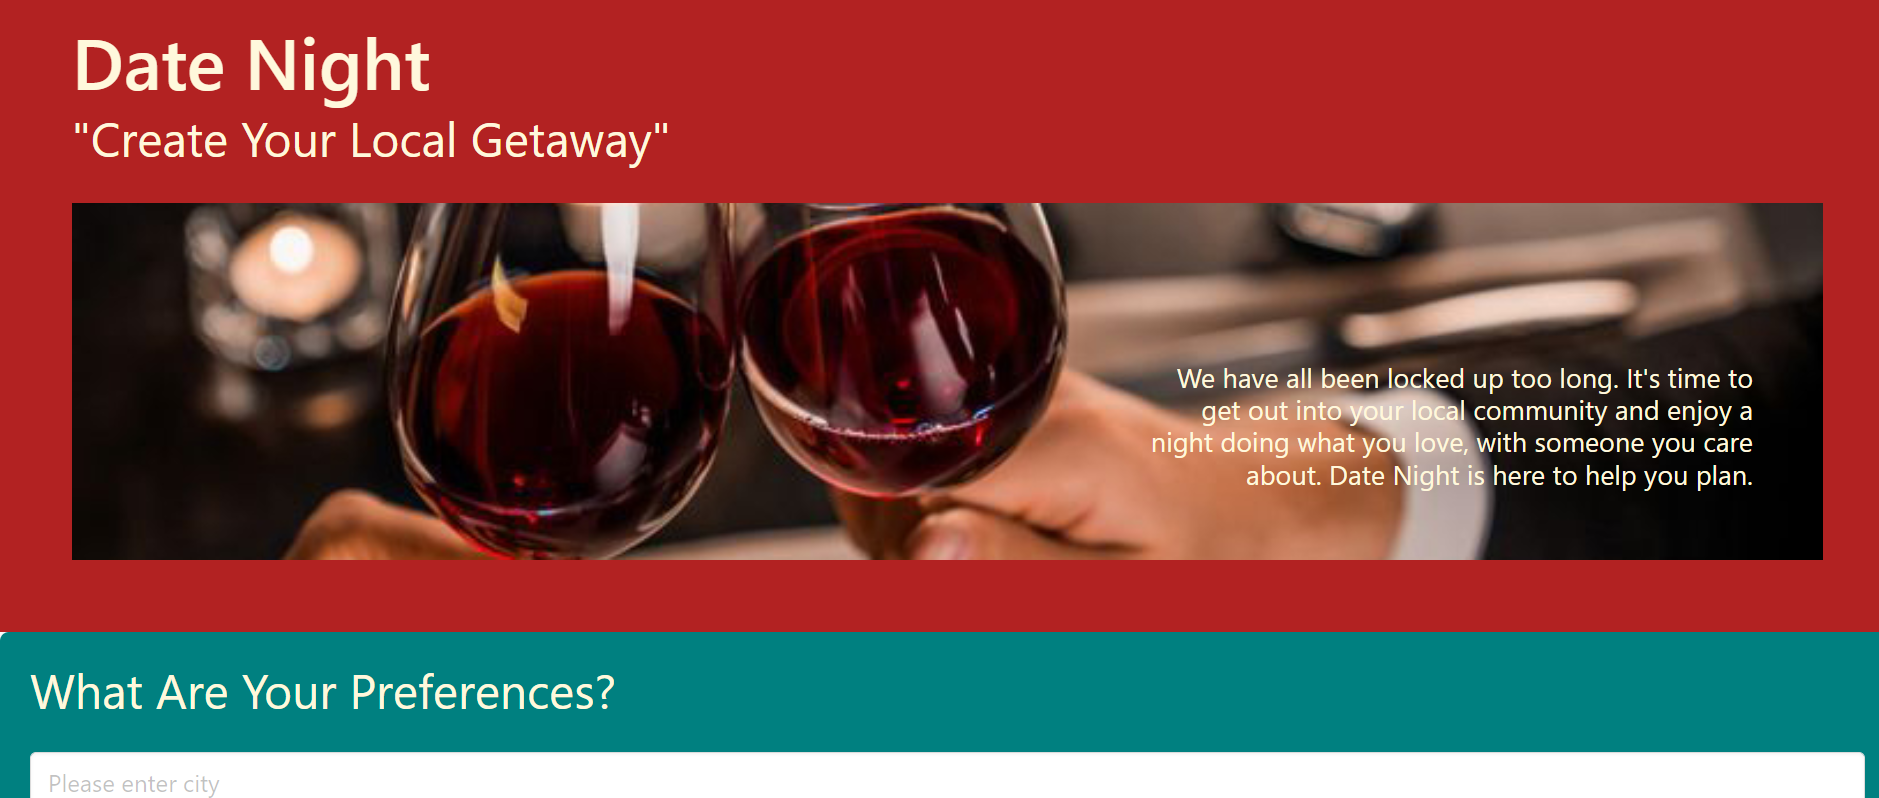 Date Night
"Create Your Local Getaway"
We have all been locked up too long. It's time to
get out into your local community and enjoy a
night doing what you love, with someone you care
about. Date Night is here to help you plan.
What Are Your Preferences?
Please enter city